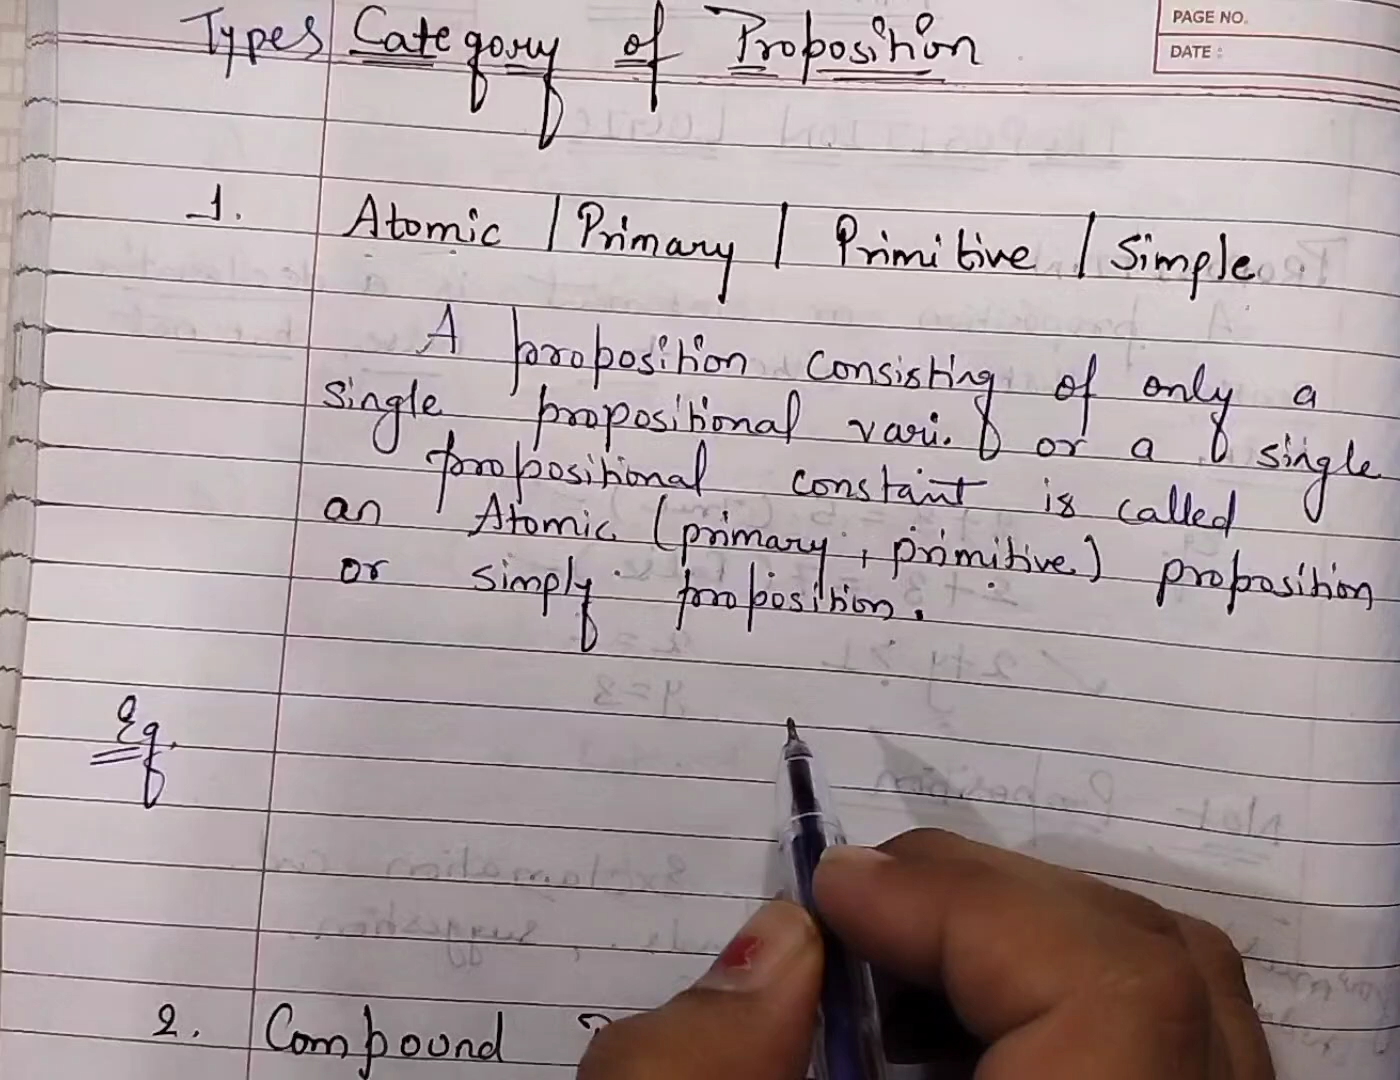 PAGE NO.
DATE :
Types Category of Proposition
1. Atomic | Primary | Primitive | Simple
A proposition consisting of only a
single propositional vari. or a single
propositional constant is called
an Atomic (primary, primitive) proposition
or simply proposition.
Eg.
2. Compound